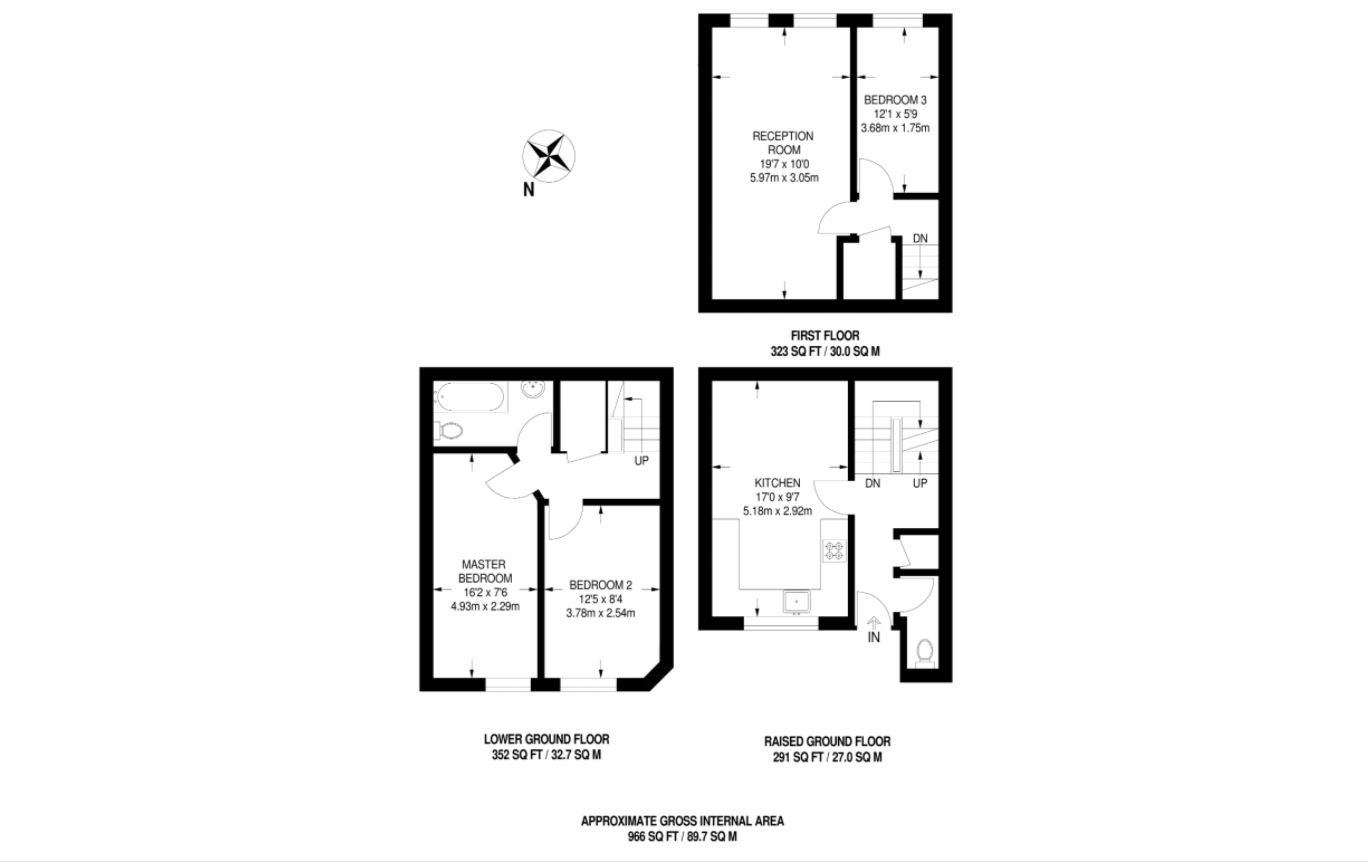 BEDROOM 3
12'1 x 5'9
3.68m x 1.75m
RECEPTION
ROOM
19'7 x 10'0
5.97m x 3.05m
N
DN
FIRST FLOOR
323 SQ FT / 30.0 SQ M
UP
MASTER
BEDROOM
16'2 x 7'6
4.93m x 2.29m
BEDROOM 2
12'5 x 8'4
3.78m x 2.54m
LOWER GROUND FLOOR
352 SQ FT / 32.7 SQ M
KITCHEN
17'0 x 9'7
5.18m x 2.92m
DN
UP
IN
RAISED GROUND FLOOR
291 SQ FT / 27.0 SQ M
APPROXIMATE GROSS INTERNAL AREA
966 SQ FT / 89.7 SQ M